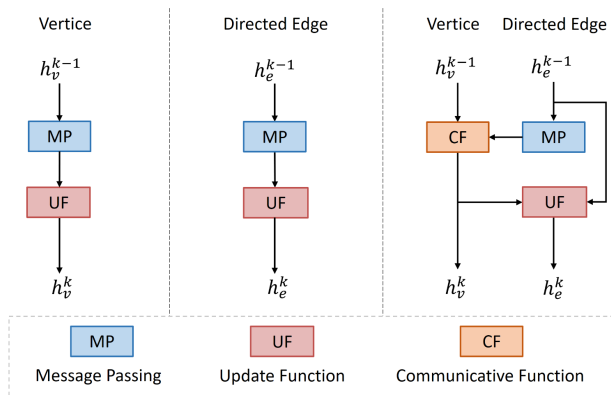 Vertice
Directed Edge
Vertice
Directed Edge
h_v^{k-1}
h_e^{k-1}
h_v^{k-1}
h_e^{k-1}
MP
MP
CF
MP
UF
UF
UF
h_v^k
h_e^k
h_v^k
h_e^k
MP
UF
CF
Message Passing
Update Function
Communicative Function